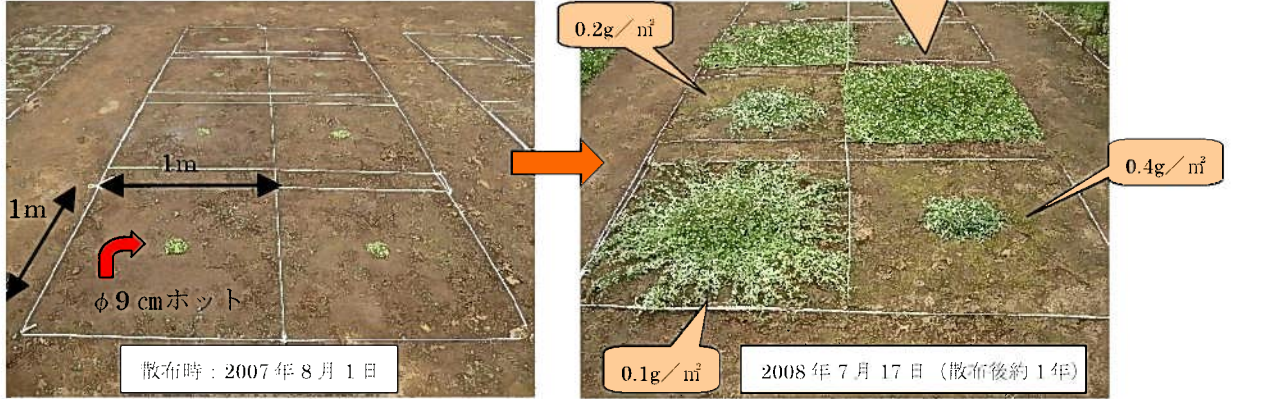 1m
1m
φ9cmポット
散布時：2007年8月1日
0.2g／㎡
0.4g／㎡
0.1g／㎡
2008年7月17日（散布後約1年）